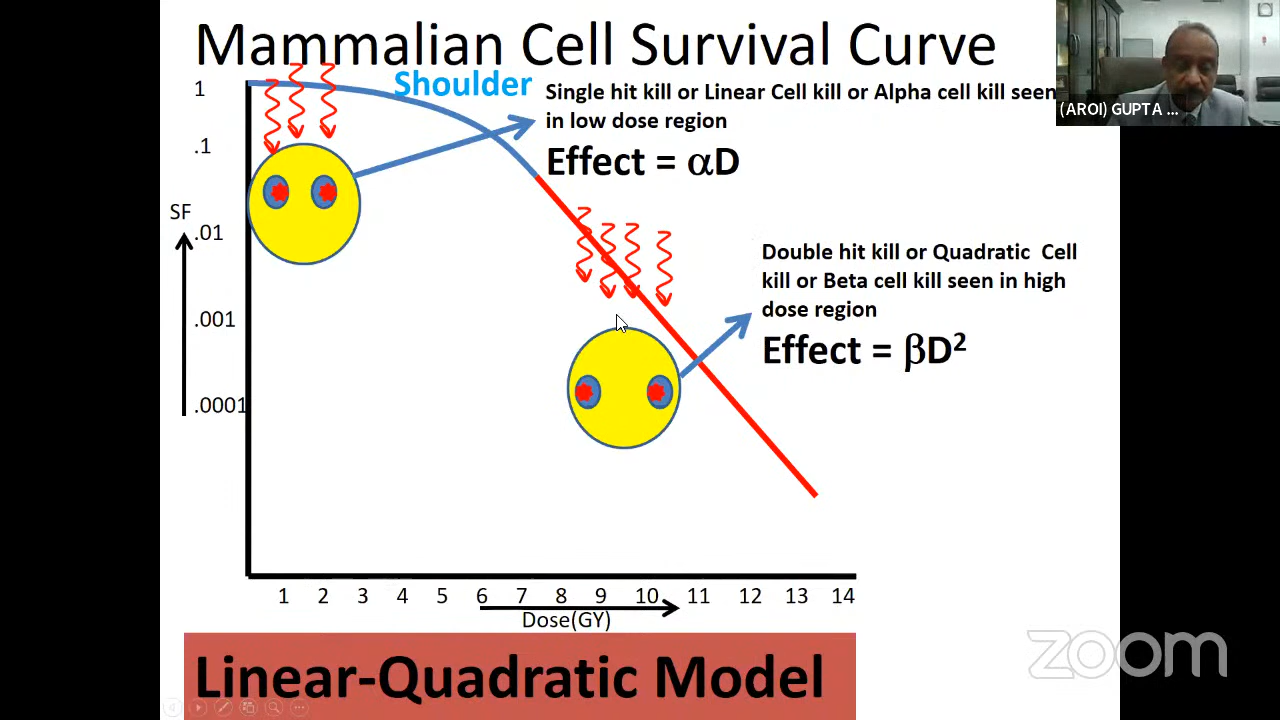 Mammalian Cell Survival Curve
Shoulder
Single hit kill or Linear Cell kill or Alpha cell kill seen
in low dose region
Effect = αD
(AROI) GUPTA ...
1
.1
SF
.01
.001
.0001
Double hit kill or Quadratic Cell
kill or Beta cell kill seen in high
dose region
Effect = βD²
1 2 3 4 5 6 7 8 9 10 11 12 13 14
Dose(GY)
Linear-Quadratic Model
zoom